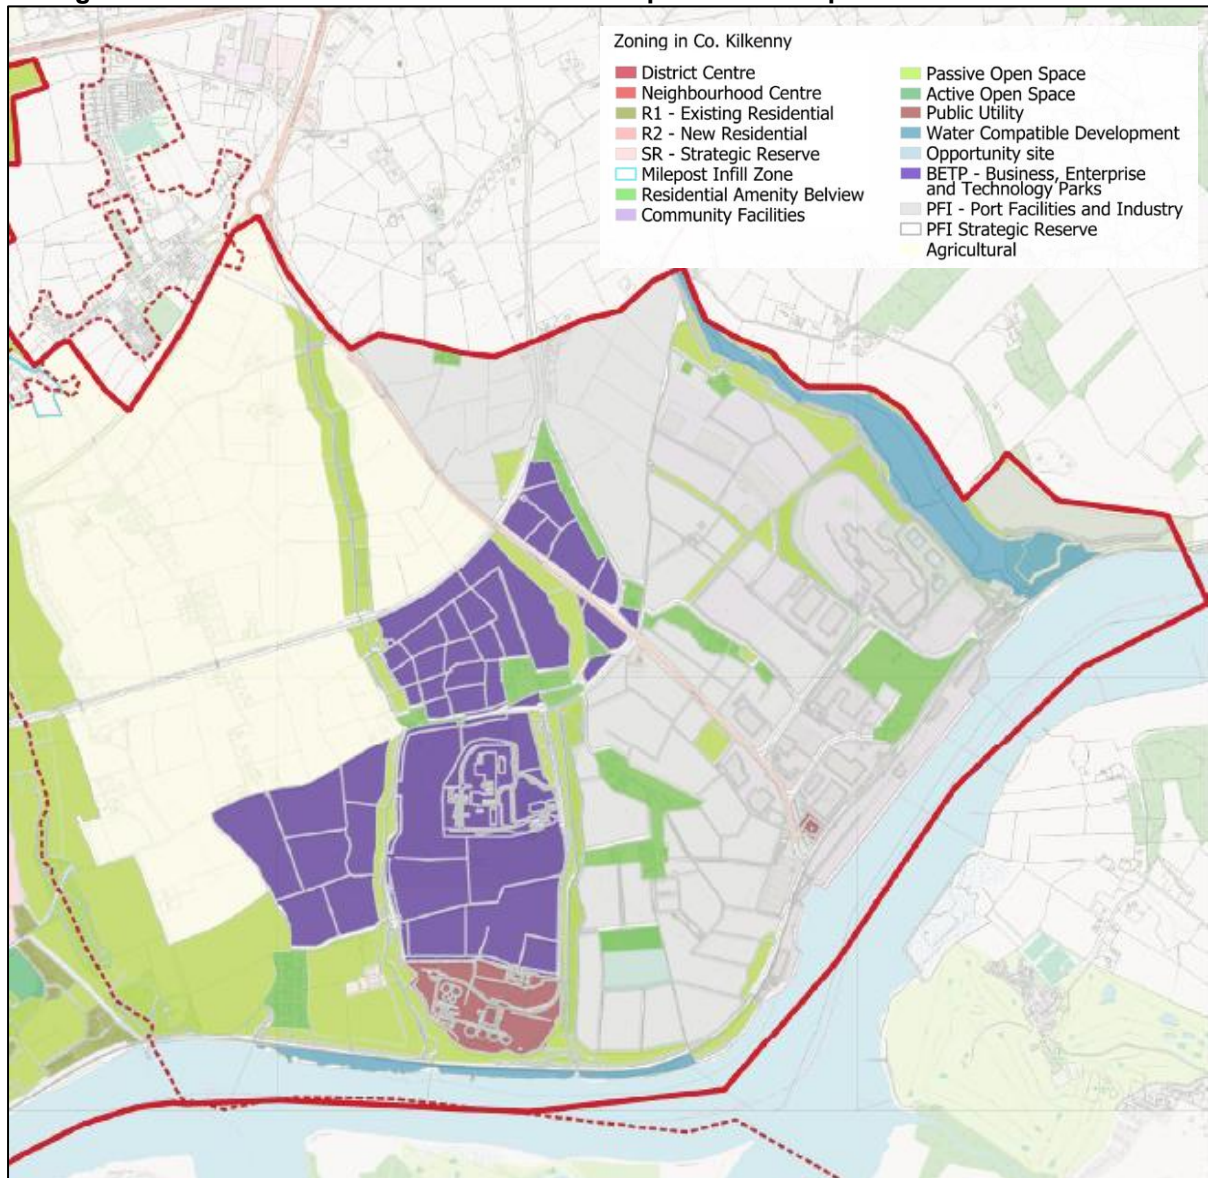 Zoning in Co. Kilkenny
District Centre
Neighbourhood Centre
R1 - Existing Residential
R2 - New Residential
SR - Strategic Reserve
Milepost Infill Zone
Residential Amenity Belview
Community Facilities
Passive Open Space
Active Open Space
Public Utility
Water Compatible Development
Opportunity site
BETP - Business, Enterprise
and Technology Parks
PFI - Port Facilities and Industry
PFI Strategic Reserve
Agricultural